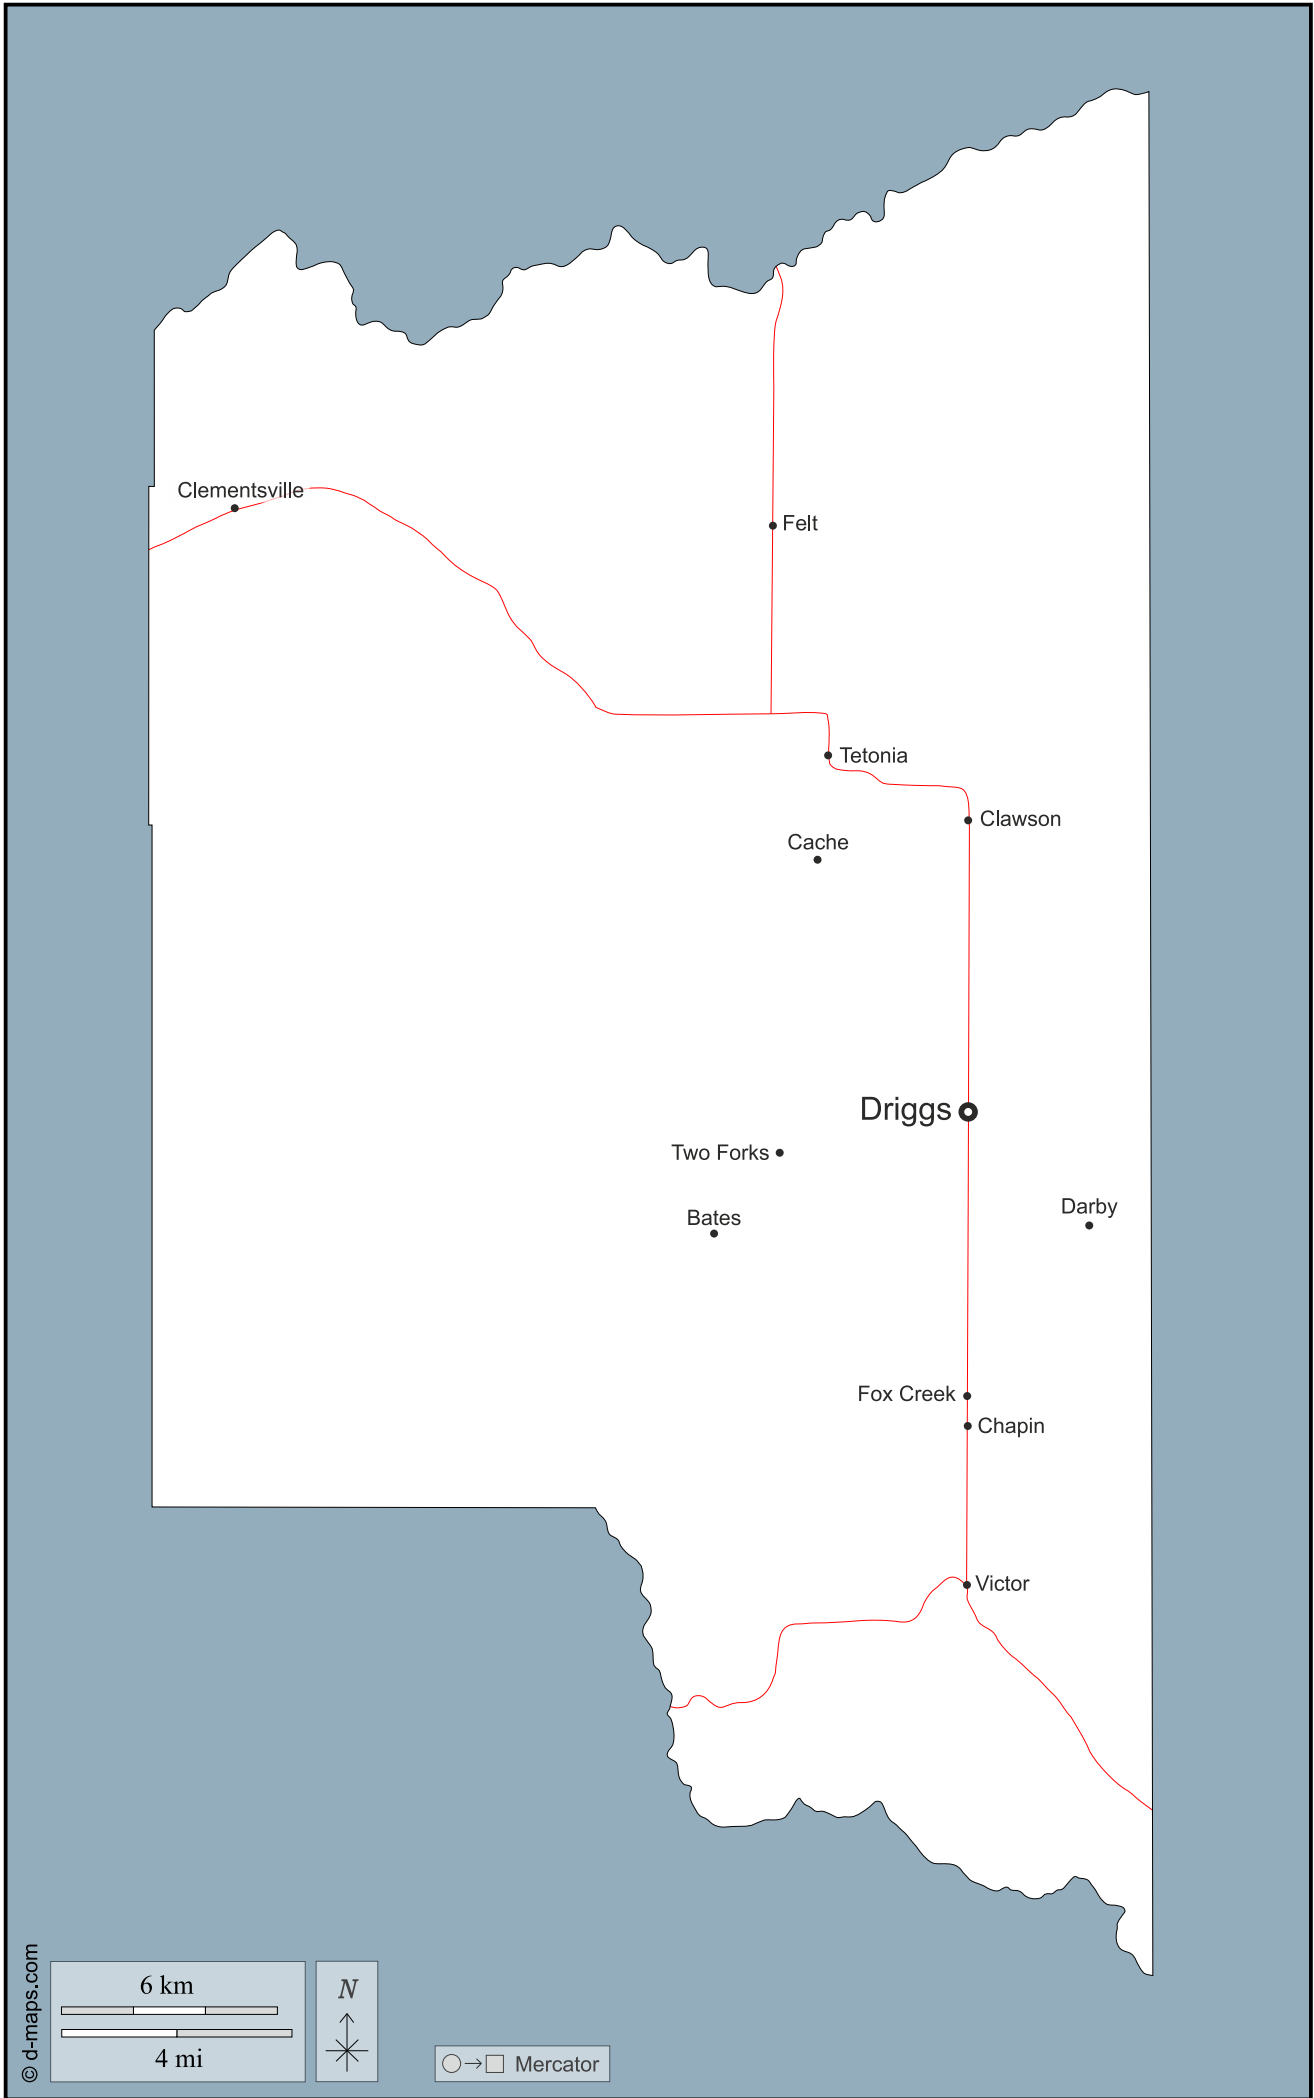 Clementsville
Felt
Tetonia
Clawson
Cache
Driggs
Two Forks
Darby
Bates
Fox Creek
Chapin
Victor
© d-maps.com
6 km
4 mi
N
Mercator